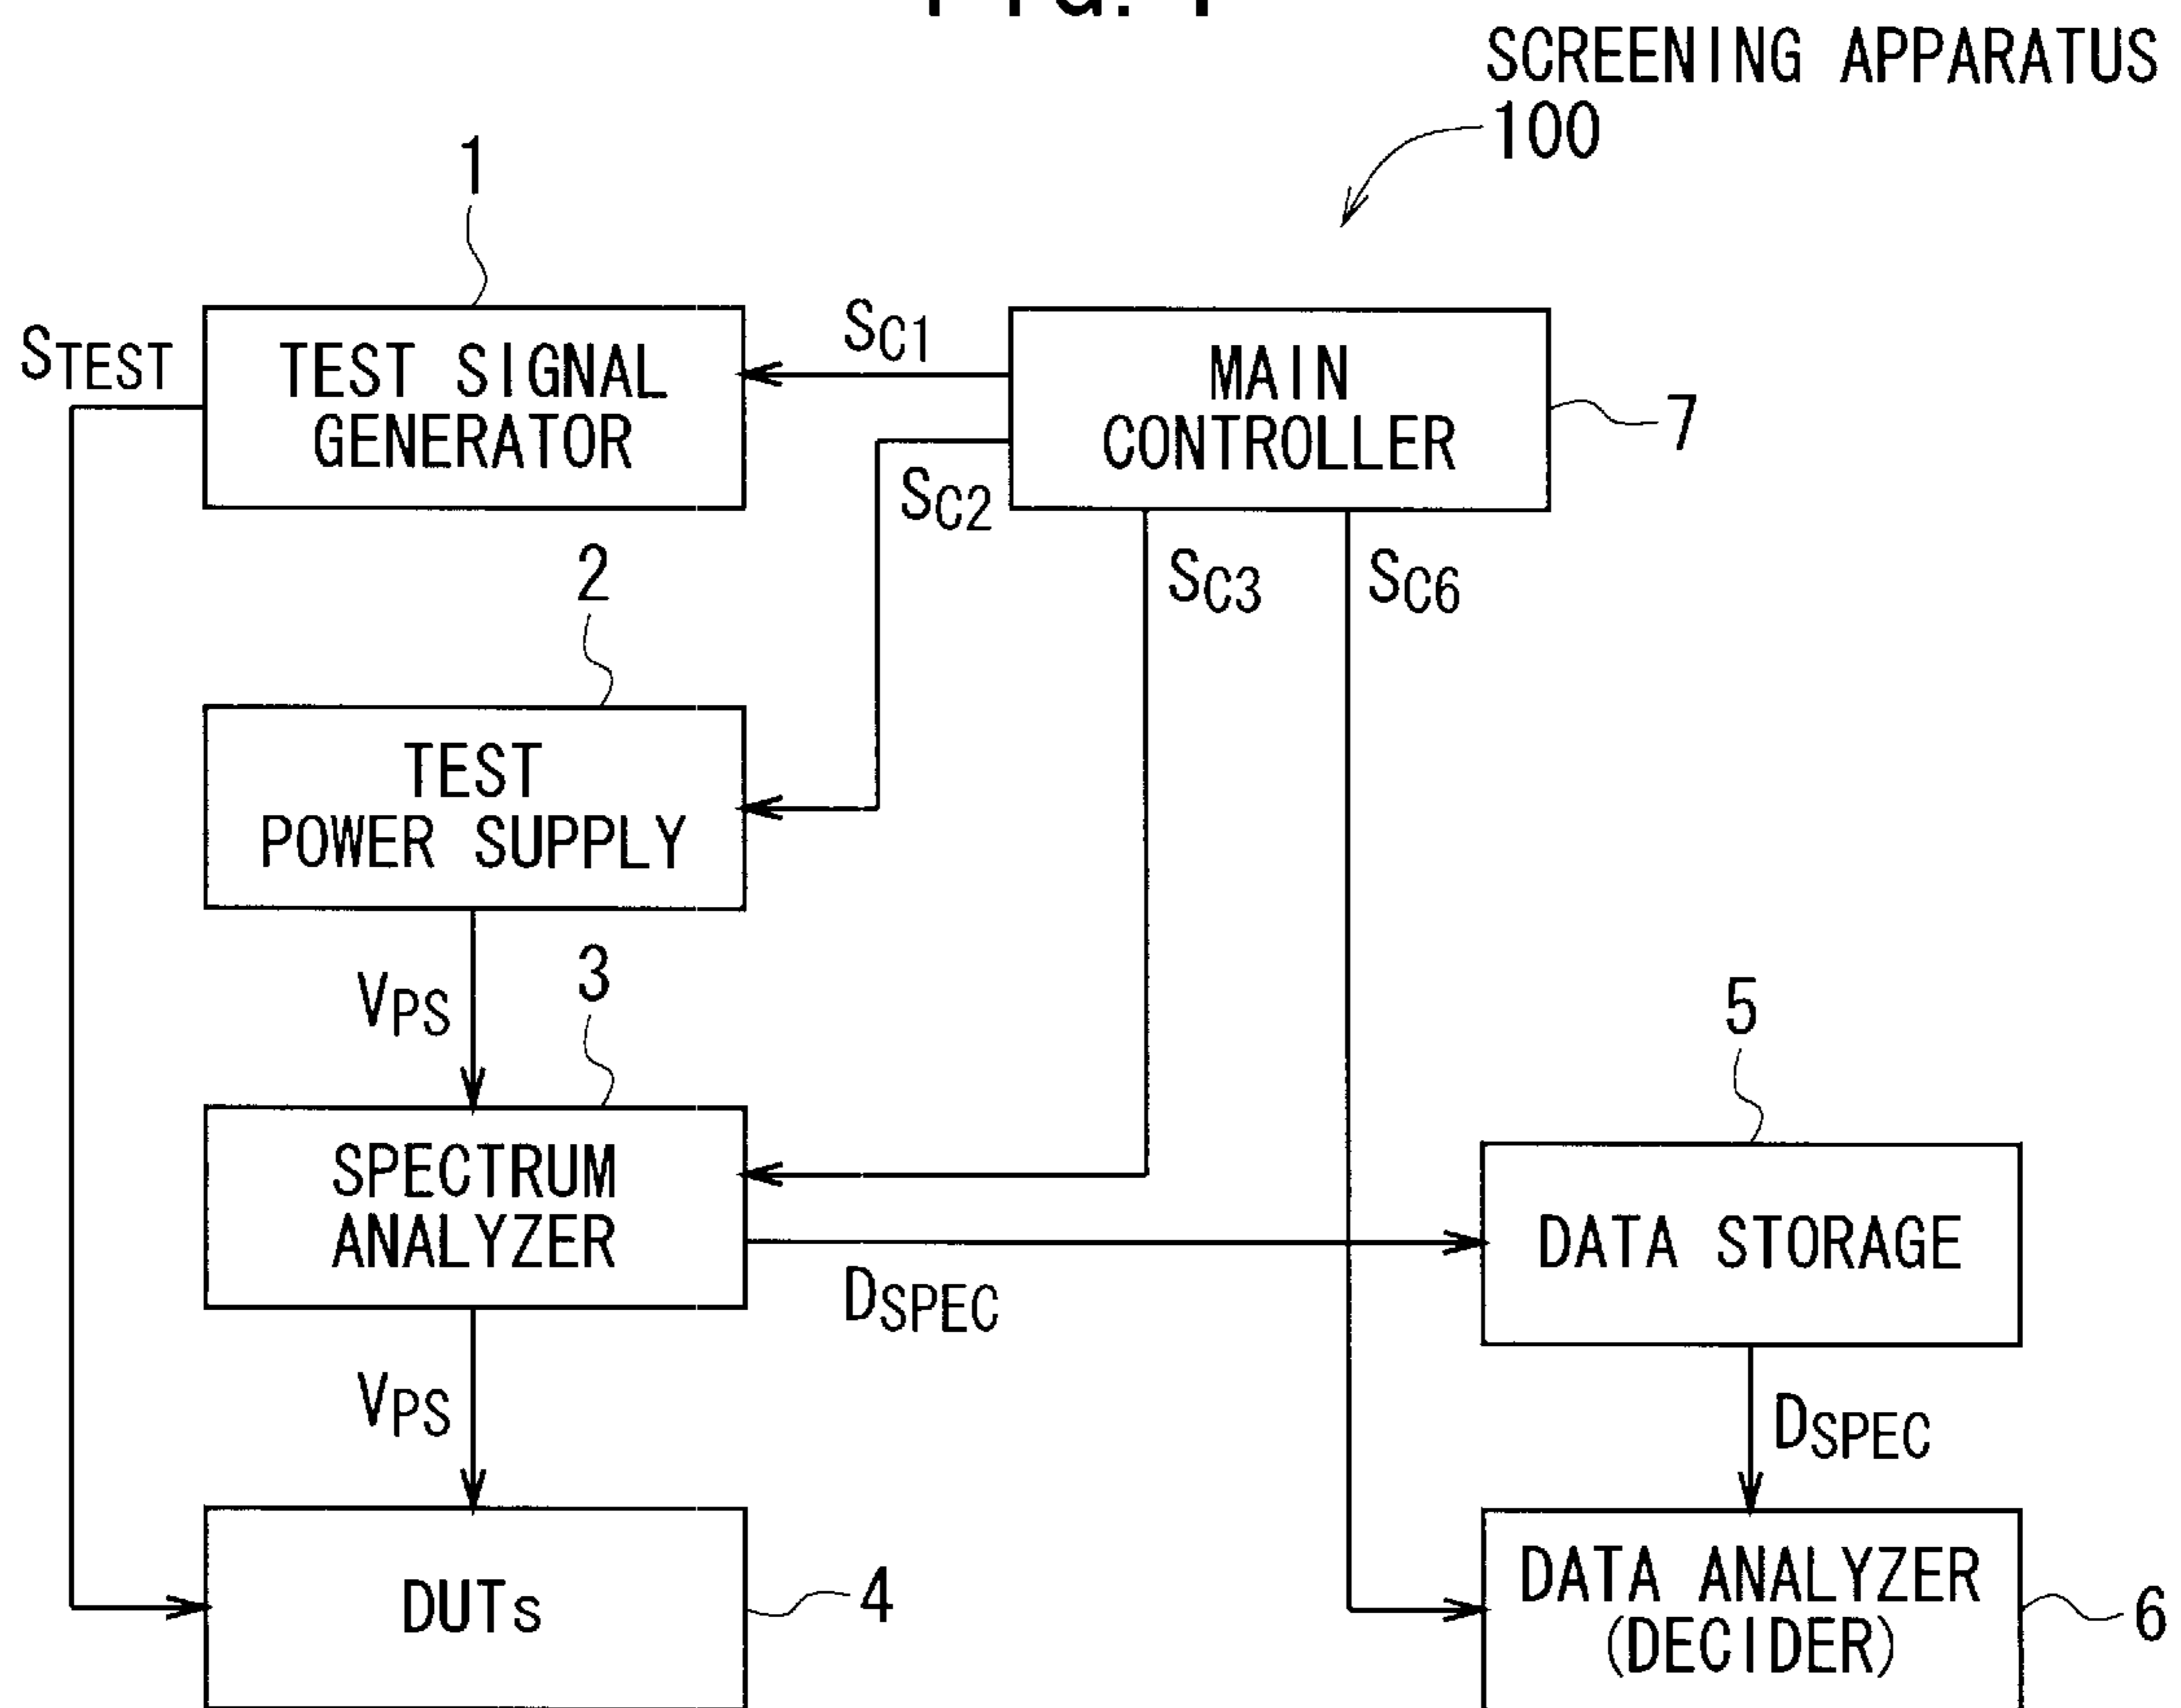 SCREENING APPARATUS
100
1
STEST
TEST SIGNAL
GENERATOR
SC1
MAIN
CONTROLLER
7
SC2
SC3
SC6
2
TEST
POWER SUPPLY
VPS
3
5
SPECTRUM
ANALYZER
DATA STORAGE
DSPEC
VPS
DSPEC
DUTs
4
DATA ANALYZER
(DECIDER)
6